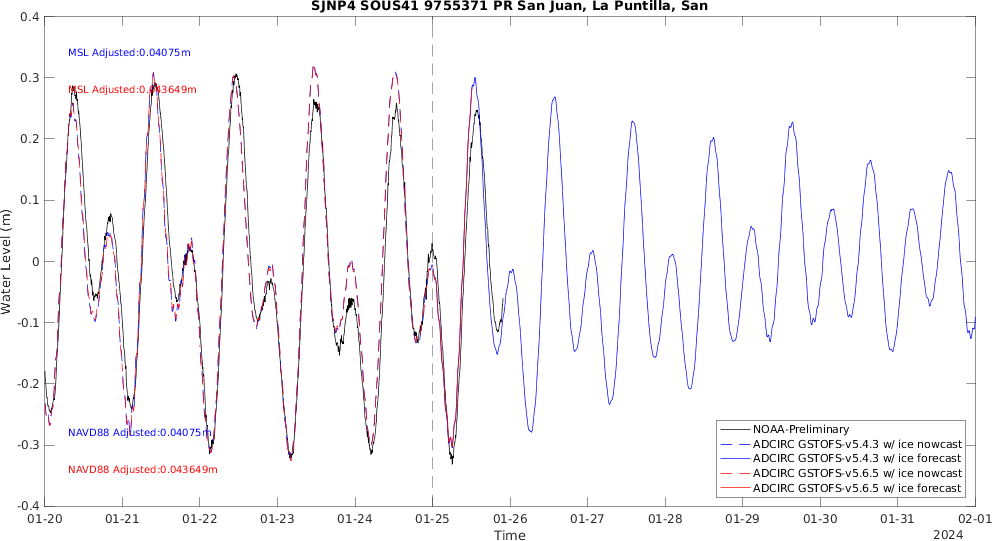 SJNP4 SOUS41 9755371 PR San Juan, La Puntilla, San
0.4
0.3
0.2
0.1
0
-0.1
-0.2
-0.3
-0.4
Water Level (m)
MSL Adjusted:0.04075m
MSL Adjusted:0.043649m
NAVD88 Adjusted:0.04075m
NAVD88 Adjusted:0.043649m
NOAA-Preliminary
ADCIRC GSTOFS-v5.4.3 w/ ice nowcast
ADCIRC GSTOFS-v5.4.3 w/ ice forecast
ADCIRC GSTOFS-v5.6.5 w/ ice nowcast
ADCIRC GSTOFS-v5.6.5 w/ ice forecast
01-20 01-21 01-22 01-23 01-24 01-25 01-26 01-27 01-28 01-29 01-30 01-31 02-01
Time
2024